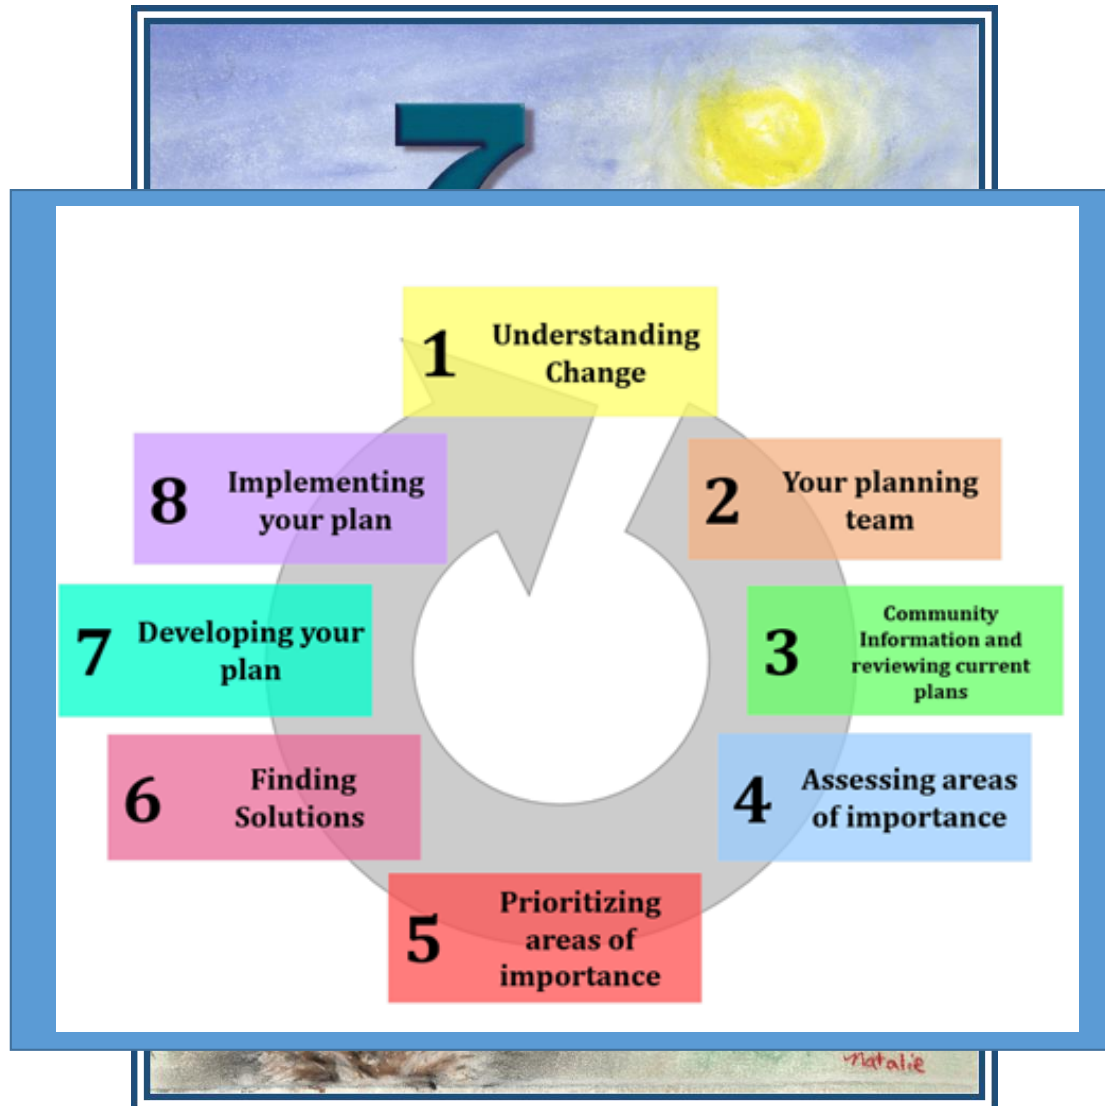 7
1
Understanding
Change
2
Your planning
team
3
Community
Information and
reviewing current
plans
4
Assessing areas
of importance
5
Prioritizing
areas of
importance
6
Finding
Solutions
7
Developing your
plan
8
Implementing
your plan
Natalie